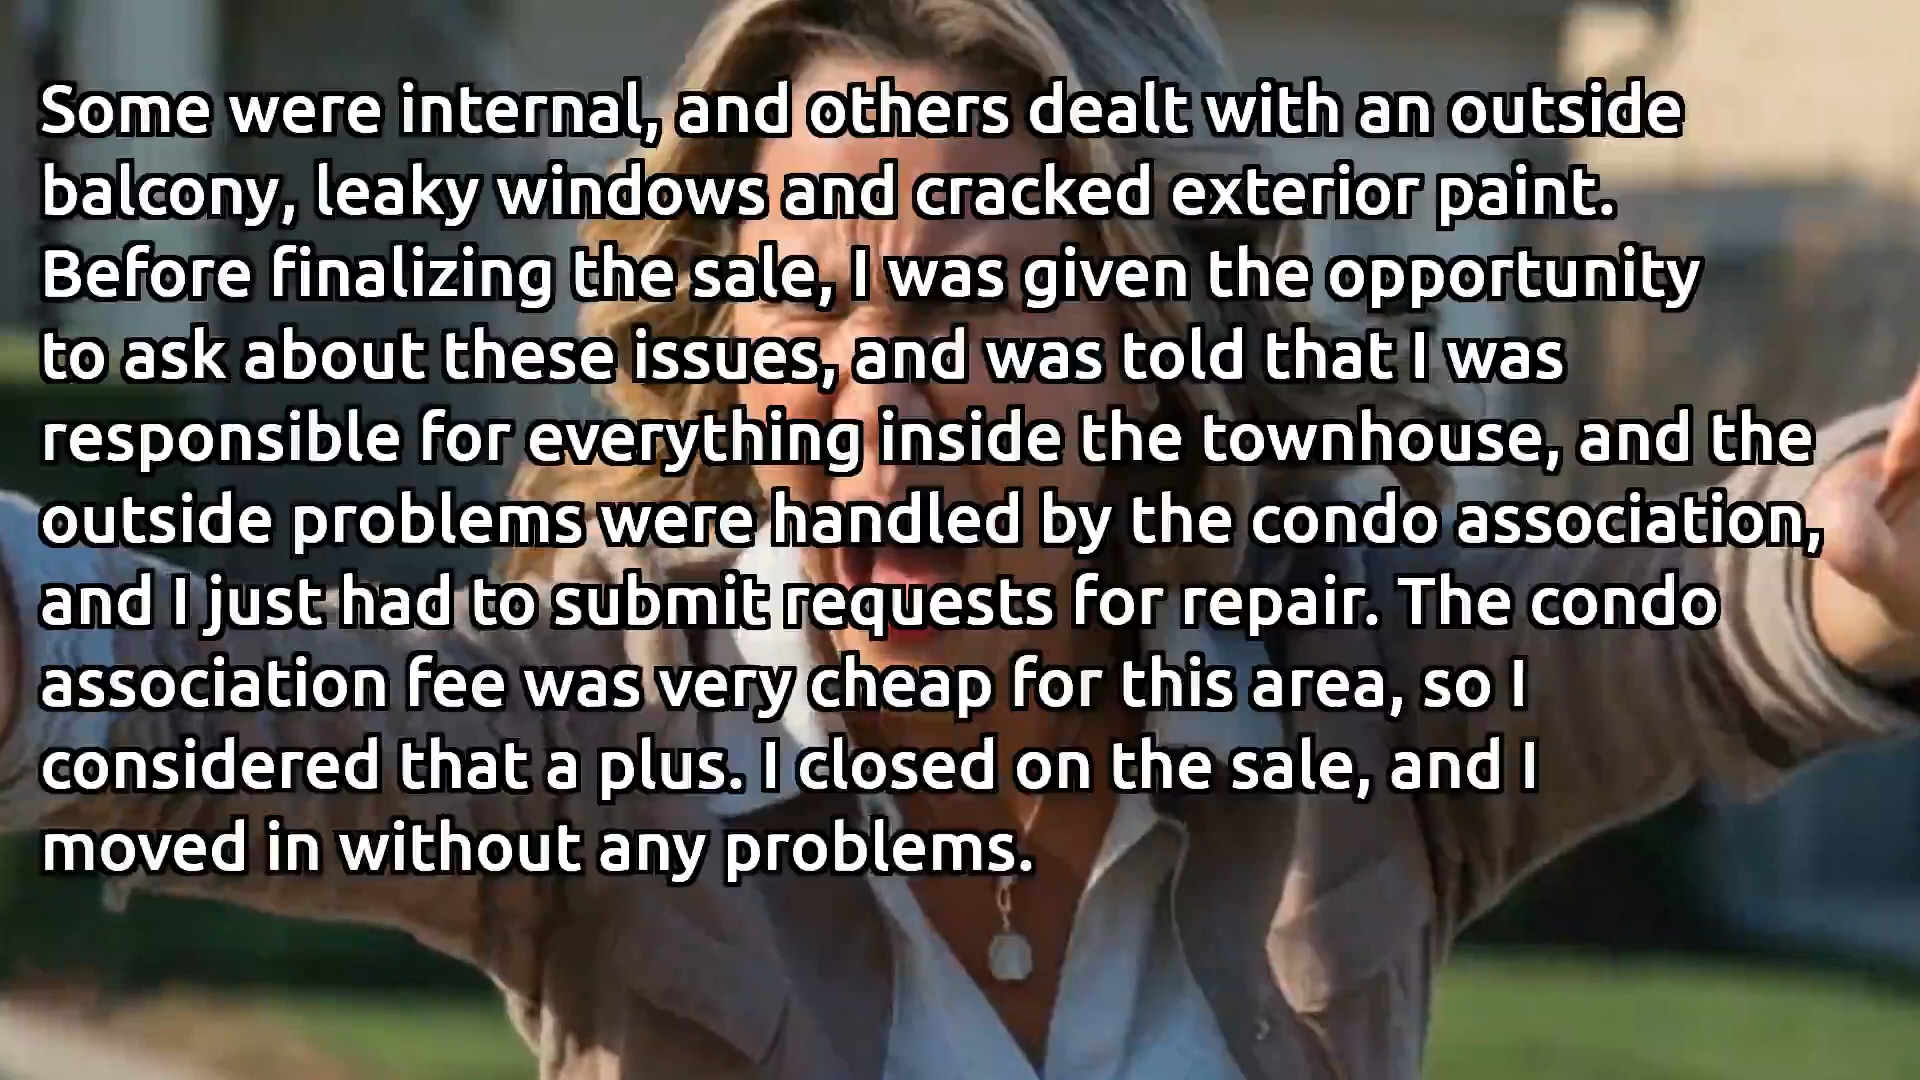 Some were internal, and others dealt with an outside
balcony, leaky windows and cracked exterior paint.
Before finalizing the sale, I was given the opportunity
to ask about these issues, and was told that I was
responsible for everything inside the townhouse, and the
outside problems were handled by the condo association,
and I just had to submit requests for repair. The condo
association fee was very cheap for this area, so I
considered that a plus. I closed on the sale, and I
moved in without any problems.